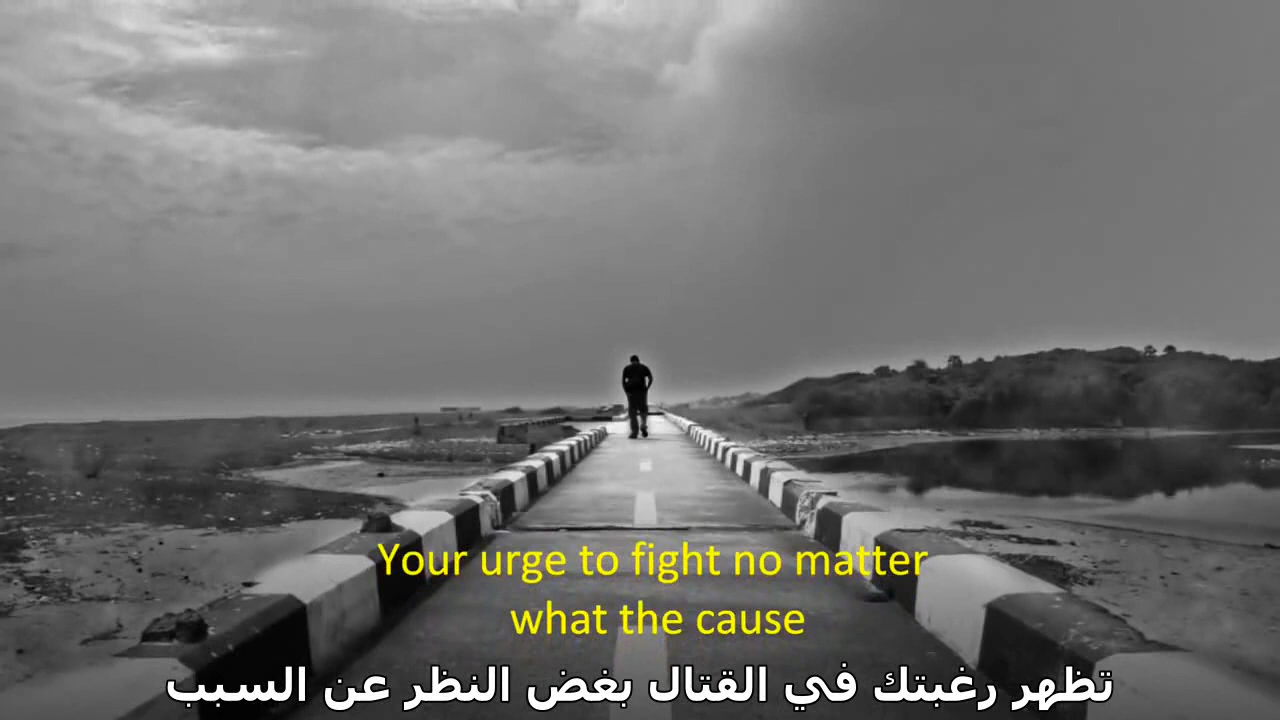 Your urge to fight no matter
what the cause
تظهر رغبتك في القتال بغض النظر عن السبب